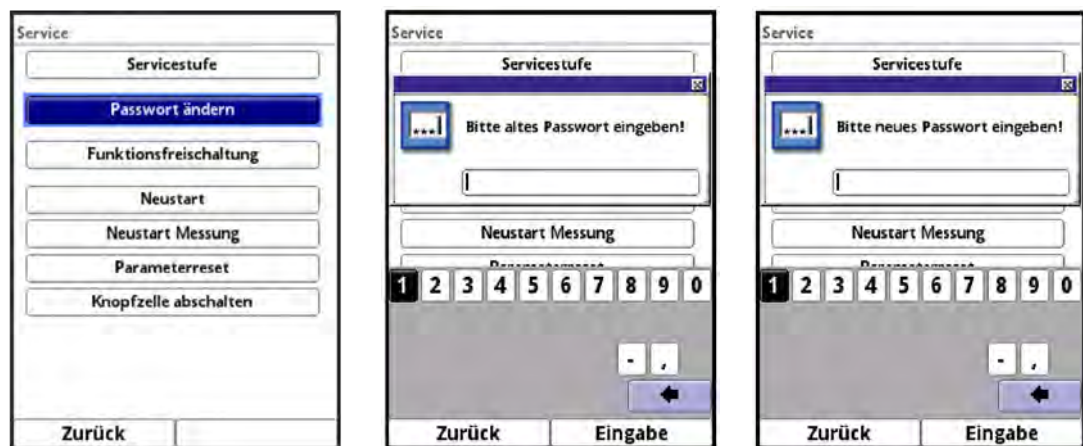 Service
Servicestufe
Passwort ändern
Funktionsfreischaltung
Neustart
Neustart Messung
Parameterreset
Knopfzelle abschalten
Zurück
Service
Servicestufe
...
Bitte altes Passwort eingeben!
Neustart Messung
Parameterreset
1 2 3 4 5 6 7 8 9 0
- ,
Zurück Eingabe
Service
Servicestufe
...
Bitte neues Passwort eingeben!
Neustart Messung
Parameterreset
1 2 3 4 5 6 7 8 9 0
- ,
Zurück Eingabe